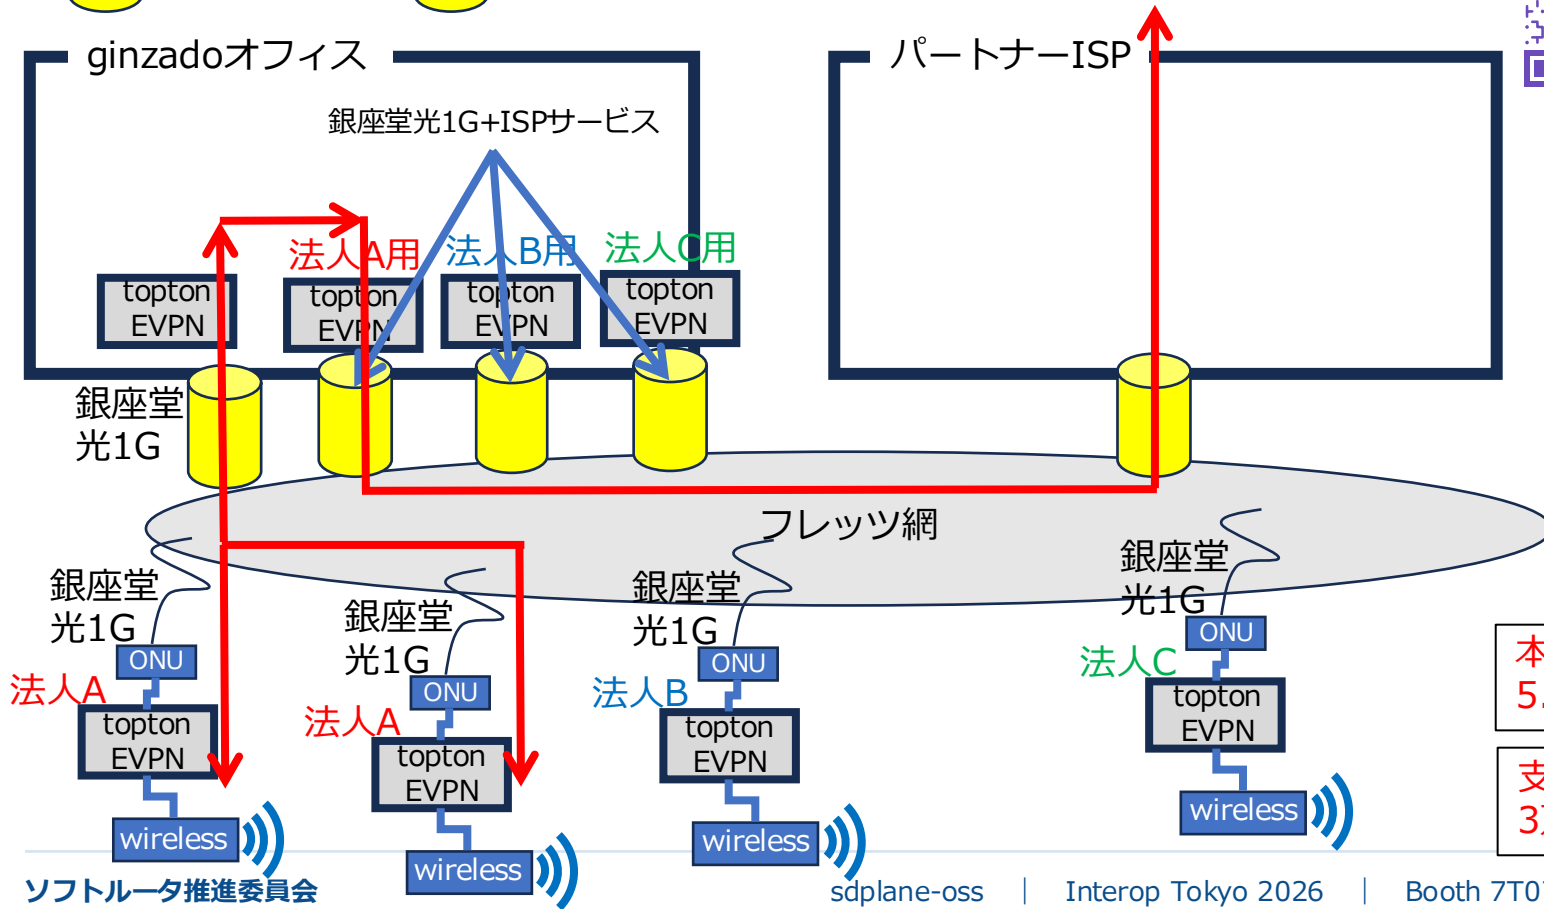 ginzadoオフィス
パートナーISP
銀座堂光1G+ISPサービス
法人A用
法人B用
法人C用
topton
EVPN
topton
EVPN
topton
EVPN
topton
EVPN
銀座堂
光1G
フレッツ網
銀座堂
光1G
銀座堂
光1G
銀座堂
光1G
銀座堂
光1G
ONU
ONU
ONU
ONU
法人A
法人A
法人B
法人C
topton
EVPN
topton
EVPN
topton
EVPN
topton
EVPN
wireless
wireless
wireless
wireless
本
5.
支
3
ソフトルータ推進委員会
sdplane-oss | Interop Tokyo 2026 | Booth 7T07